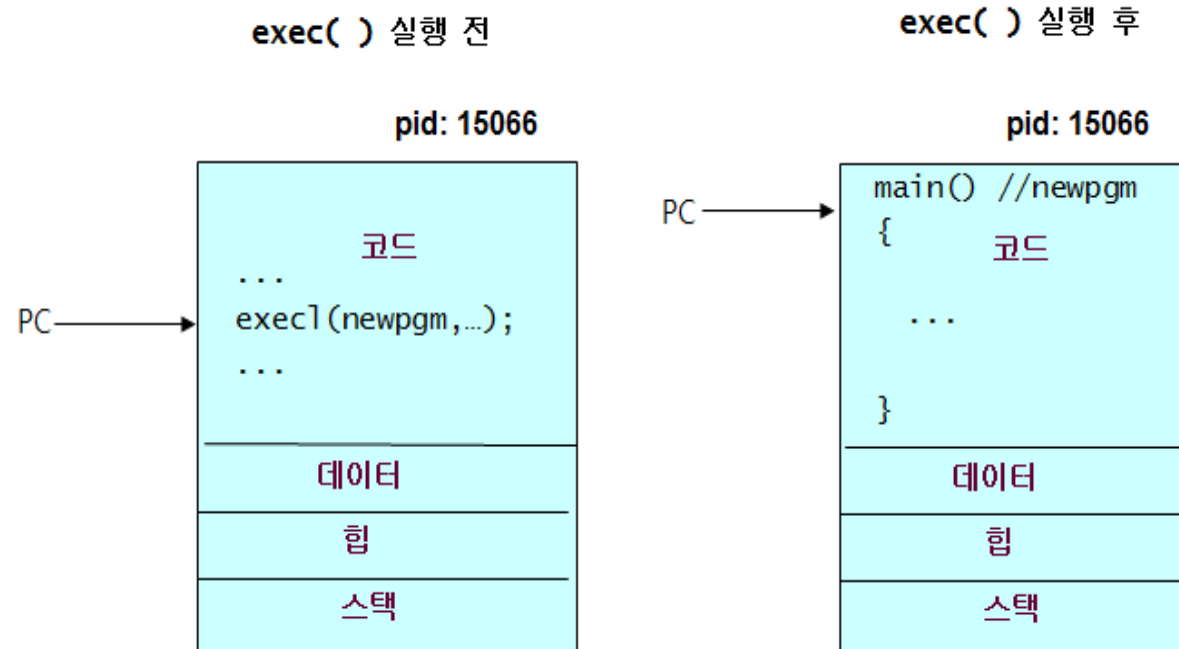 exec( ) 실행 전
pid: 15066
PC
코드
...
execl(newpgm,…);
...
데이터
힙
스택
exec( ) 실행 후
pid: 15066
PC
main() //newpgm
{
코드
...
}
데이터
힙
스택